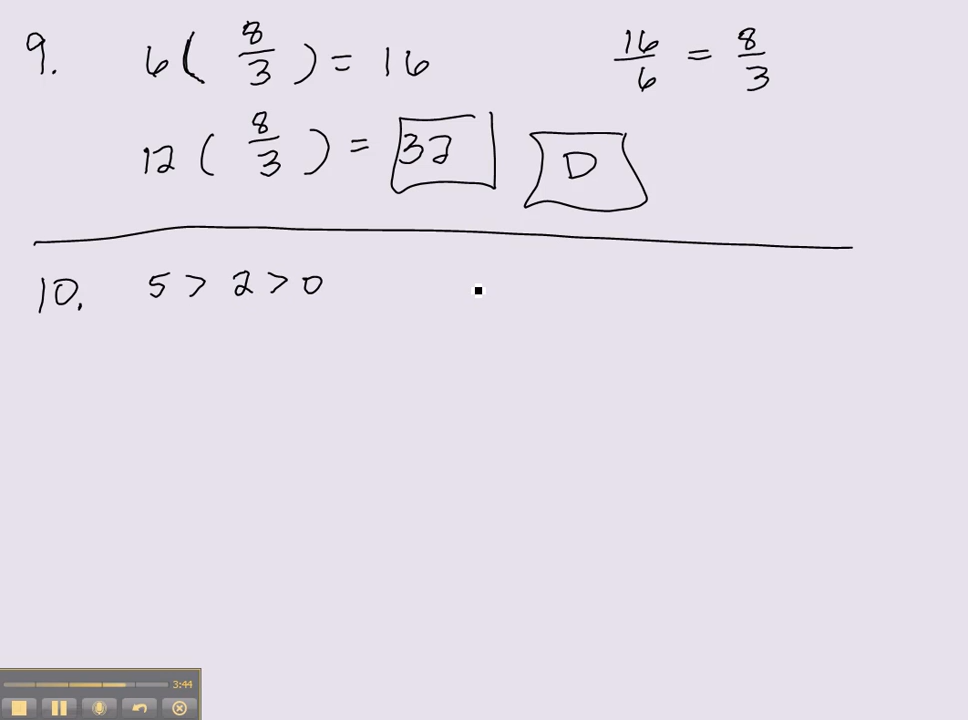 9. 6(8/3) = 16 16/6 = 8/3
12(8/3) = 32 D
10. 5 > 2 > 0
3:44